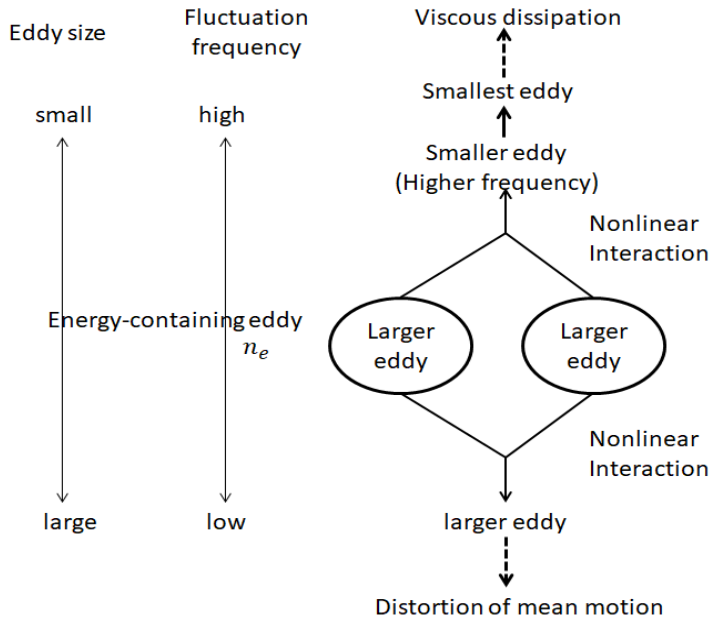 Eddy size
Fluctuation
frequency
Viscous dissipation
Smallest eddy
small
high
Smaller eddy
(Higher frequency)
Nonlinear
Interaction
Energy-containing eddy
nₑ
Larger
eddy
Larger
eddy
Nonlinear
Interaction
large
low
larger eddy
Distortion of mean motion